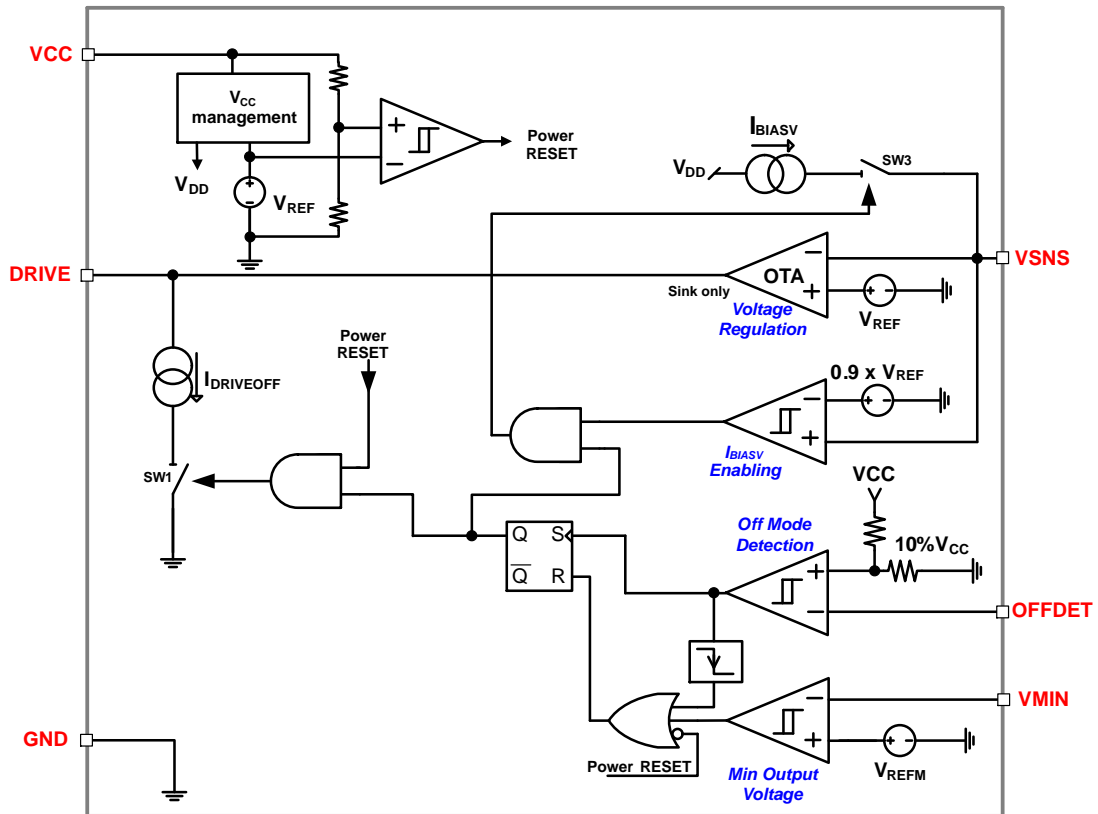 VCC
VCC
management
+
−
Power
RESET
VDD
+
−
VREF
IBIASV
VDD
SW3
DRIVE
OTA
−
+
Sink only
Voltage
Regulation
+ -
VREF
VSNS
Power
RESET
IDRIVEOFF
SW1
0.9 x VREF
−
+
+ -
IBIASV
Enabling
VCC
10%VCC
Off Mode
Detection
+
−
Q S
Q R
OFFDET
VMIN
−
+
+ -
VREFM
Min Output
Voltage
Power RESET
GND